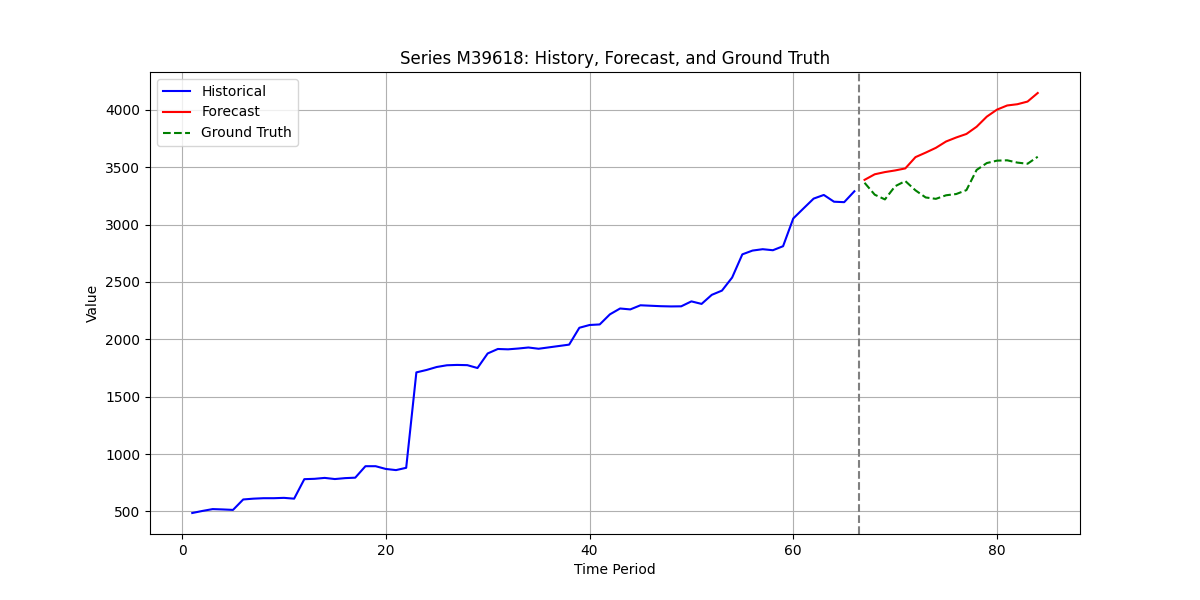 Series M39618: History, Forecast, and Ground Truth
Historical
Forecast
Ground Truth
4000
3500
3000
2500
2000
1500
1000
500
Value
0 20 40 60 80
Time Period